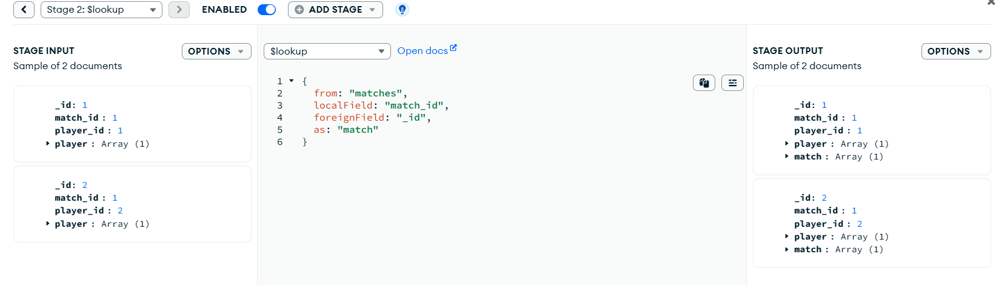 Stage 2: $lookup ENABLED ADD STAGE
STAGE INPUT OPTIONS
Sample of 2 documents
_id: 1
match_id : 1
player_id : 1
player : Array (1)
_id: 2
match_id : 1
player_id : 2
player : Array (1)
$lookup Open docs
1 {
2 from: "matches",
3 localField: "match_id",
4 foreignField: "_id",
5 as: "match"
6 }
STAGE OUTPUT OPTIONS
Sample of 2 documents
_id: 1
match_id : 1
player_id : 1
player : Array (1)
match : Array (1)
_id: 2
match_id : 1
player_id : 2
player : Array (1)
match : Array (1)